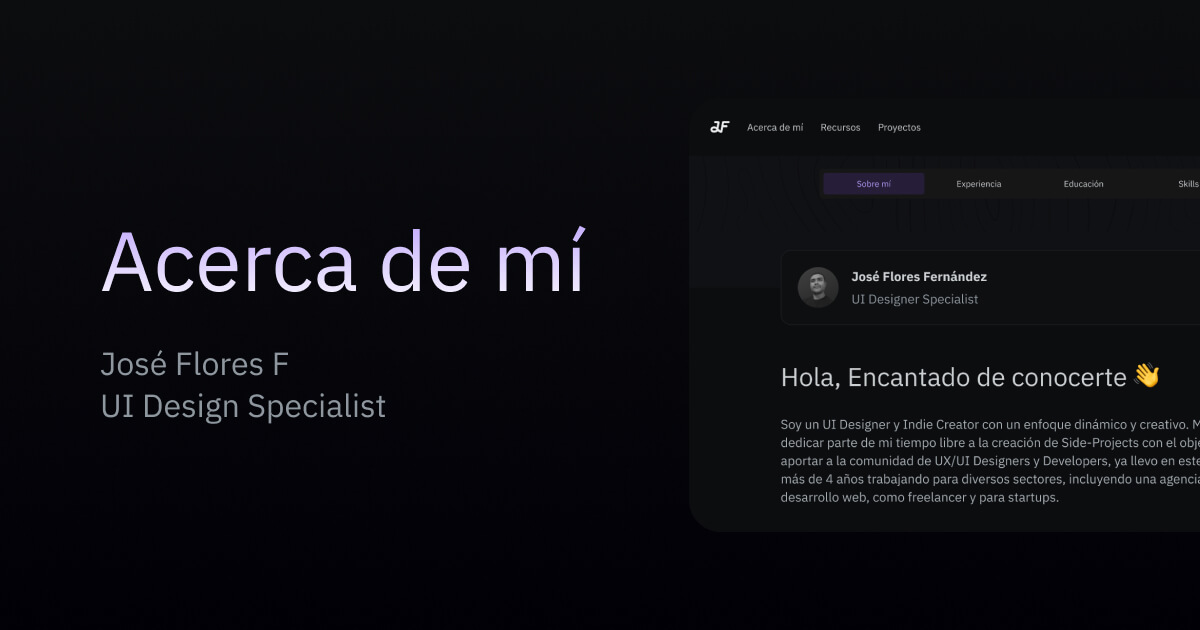 Acerca de mí
José Flores F
UI Design Specialist
JF
Acerca de mí Recursos Proyectos
Sobre mí Experiencia Educación Skills
José Flores Fernández
UI Designer Specialist
Hola, Encantado de conocerte 👋
Soy un UI Designer y Indie Creator con un enfoque dinámico y creativo.
dedicar parte de mi tiempo libre a la creación de Side-Projects con el
aportar a la comunidad de UX/UI Designers y Developers, ya llevo en
más de 4 años trabajando para diversos sectores, incluyendo una
desarrollo web, como freelancer y para startups.